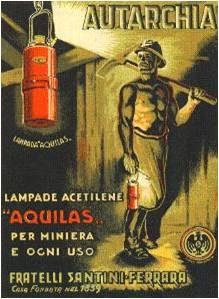 AUTARCHIA
LAMPADA "AQUILAS"
LAMPADE ACETILENE
"AQUILAS"
PER MINIERA
E OGNI USO
FRATELLI SANTINI-FERRARA
CASA FONDATA NEL 1839